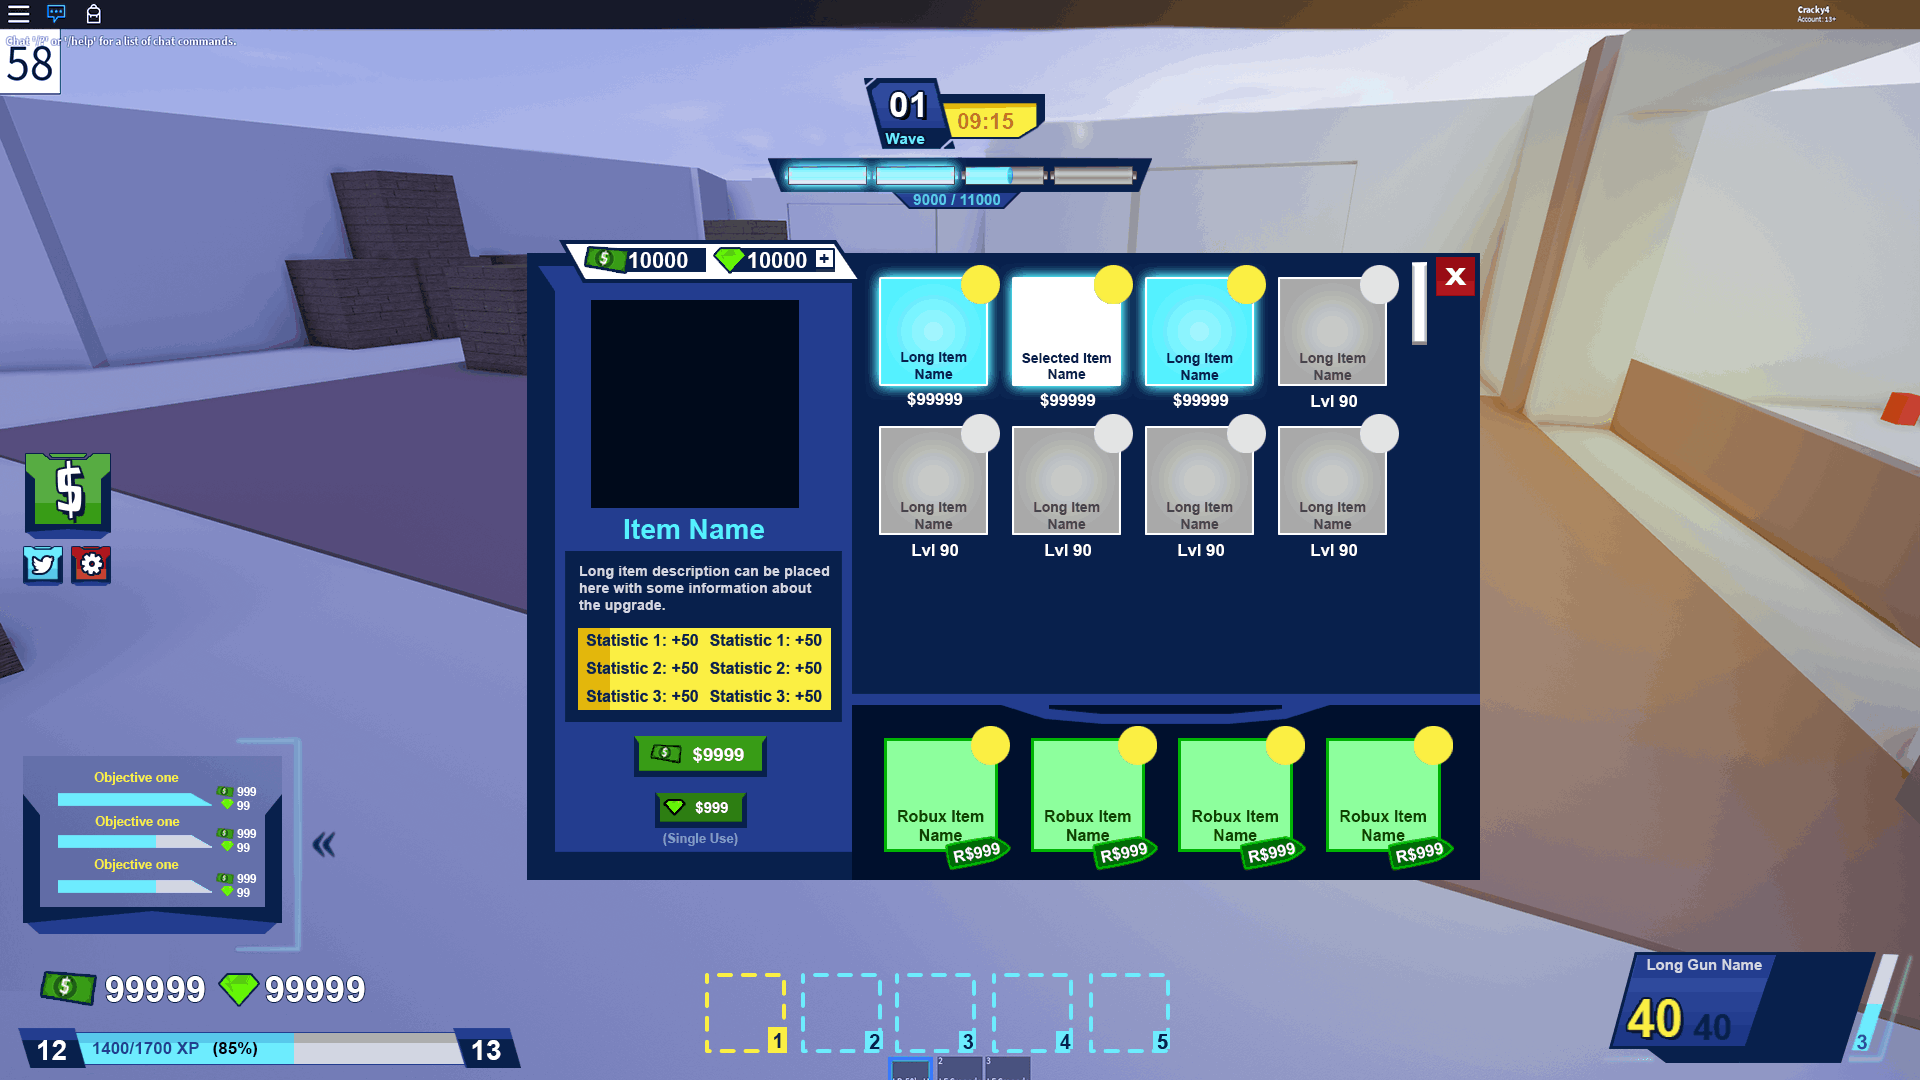 Cracky4
Account: 13+
Chat '/?' or '/help' for a list of chat commands.
58
01
Wave
09:15
9000 / 11000
10000
10000
+
X
Long Item
Name
$99999
Selected Item
Name
$99999
Long Item
Name
$99999
Long Item
Name
Lvl 90
Long Item
Name
Lvl 90
Long Item
Name
Lvl 90
Long Item
Name
Lvl 90
Long Item
Name
Lvl 90
Item Name
Long item description can be placed
here with some information about
the upgrade.
Statistic 1: +50 Statistic 1: +50
Statistic 2: +50 Statistic 2: +50
Statistic 3: +50 Statistic 3: +50
$9999
$999
(Single Use)
Robux Item
Name
R$999
Robux Item
Name
R$999
Robux Item
Name
R$999
Robux Item
Name
R$999
$
Objective one
999
99
Objective one
999
99
Objective one
999
99
99999
99999
12
1400/1700 XP (85%)
13
1
2
3
4
5
2
3
Long Gun Name
40
40
3